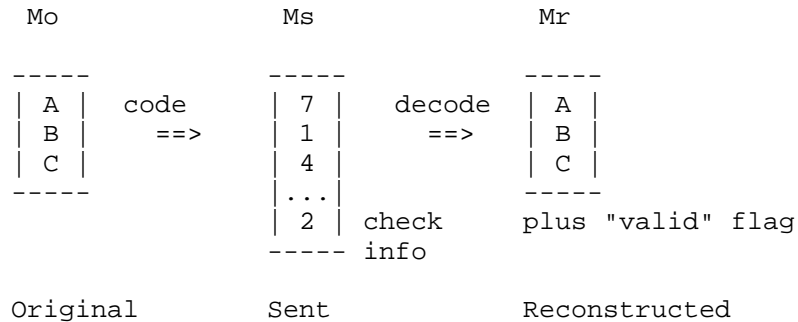 Mo Ms Mr
----- ----- -----
| A | code | 7 | decode | A |
| B | ==> | 1 | ==> | B |
| C | | 4 | | C |
----- |...| -----
| 2 | check plus "valid" flag
----- info
Original Sent Reconstructed